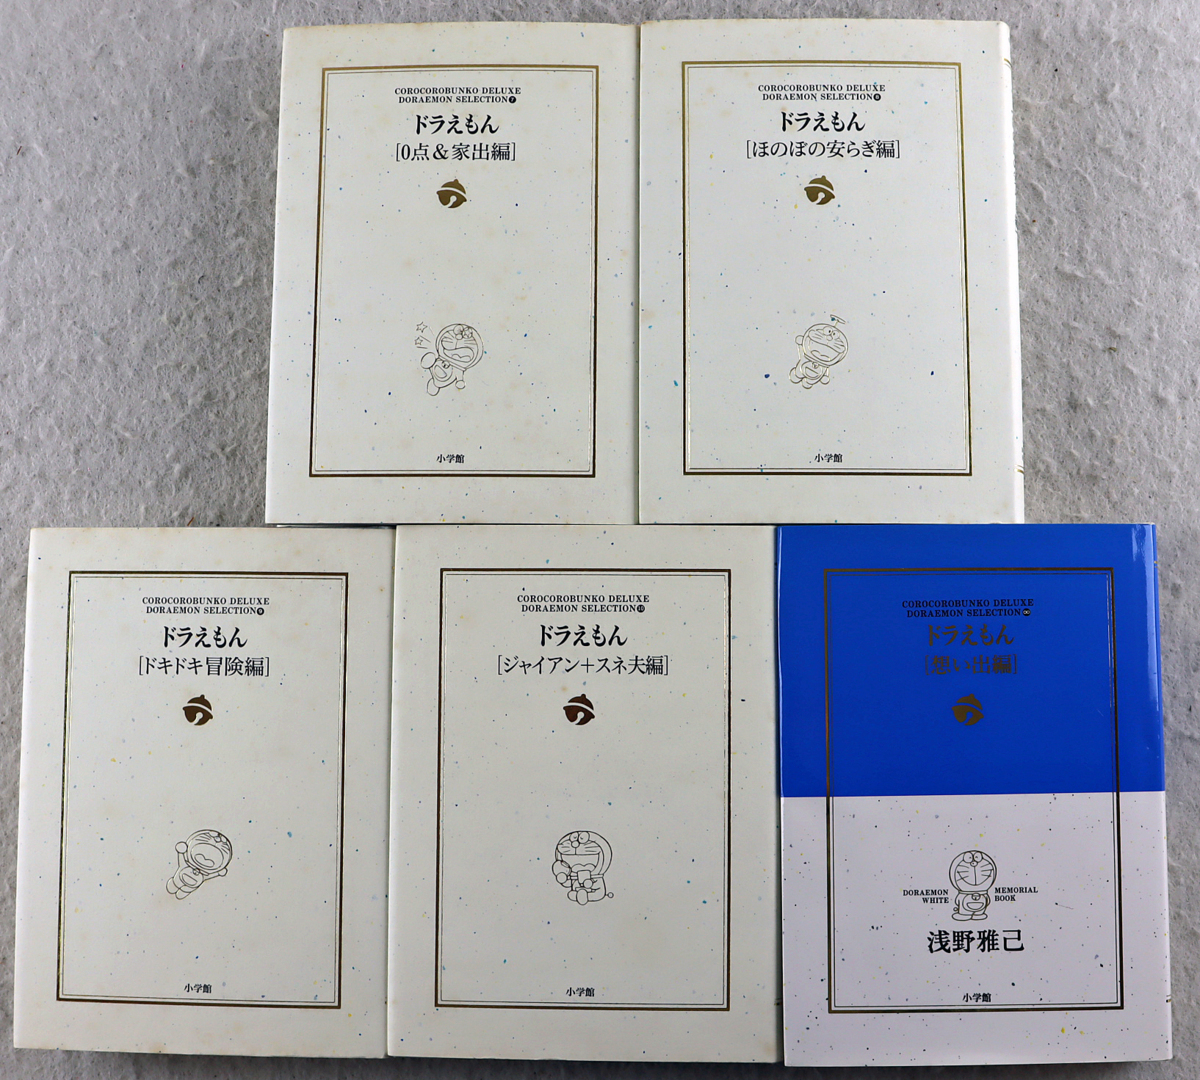 COROCOROBUNKO DELUXE
DORAEMON SELECTION7
ドラえもん
[0点&家出編]
小学館
COROCOROBUNKO DELUXE
DORAEMON SELECTION8
ドラえもん
[ほのぼの安らぎ編]
小学館
COROCOROBUNKO DELUXE
DORAEMON SELECTION9
ドラえもん
[ドキドキ冒険編]
小学館
COROCOROBUNKO DELUXE
DORAEMON SELECTION10
ドラえもん
[ジャイアン+スネ夫編]
小学館
COROCOROBUNKO DELUXE
DORAEMON SELECTION
ドラえもん
[想い出編]
DORAEMON MEMORIAL
WHITE BOOK
浅野雅己
小学館